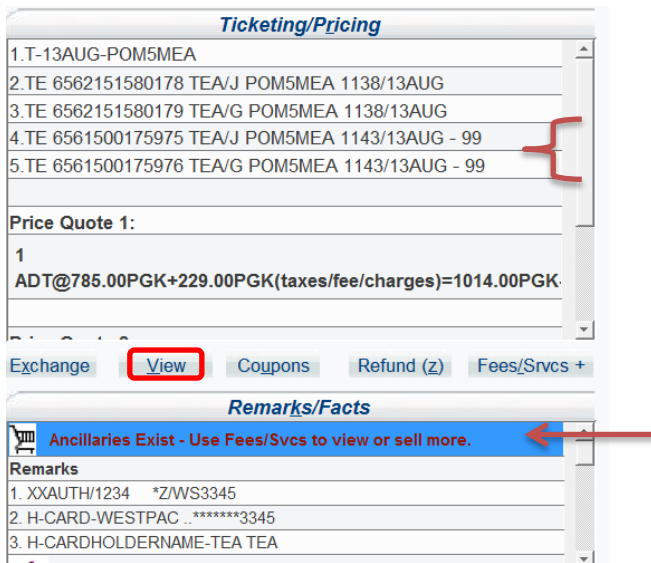 Ticketing/Pricing
1.T-13AUG-POM5MEA
2.TE 6562151580178 TEA/J POM5MEA 1138/13AUG
3.TE 6562151580179 TEA/G POM5MEA 1138/13AUG
4.TE 6561500175975 TEA/J POM5MEA 1143/13AUG - 99
5.TE 6561500175976 TEA/G POM5MEA 1143/13AUG - 99
Price Quote 1:
1
ADT@785.00PGK+229.00PGK(taxes/fee/charges)=1014.00PGK
Exchange View Coupons Refund (z) Fees/Srvcs +
Remarks/Facts
Ancillaries Exist - Use Fees/Svcs to view or sell more.
Remarks
1. XXAUTH/1234 *Z/WS3345
2. H-CARD-WESTPAC ..*******3345
3. H-CARDHOLDERNAME-TEA TEA